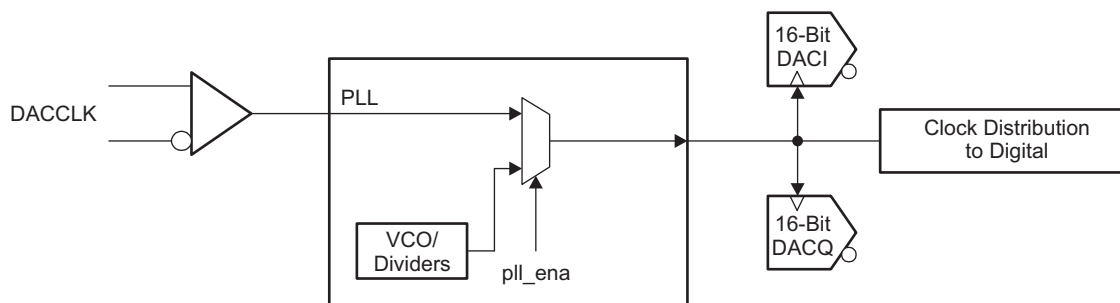 16-Bit
DACI
DACCLK
PLL
Clock Distribution
to Digital
VCO/
Dividers
pll_ena
16-Bit
DACQ